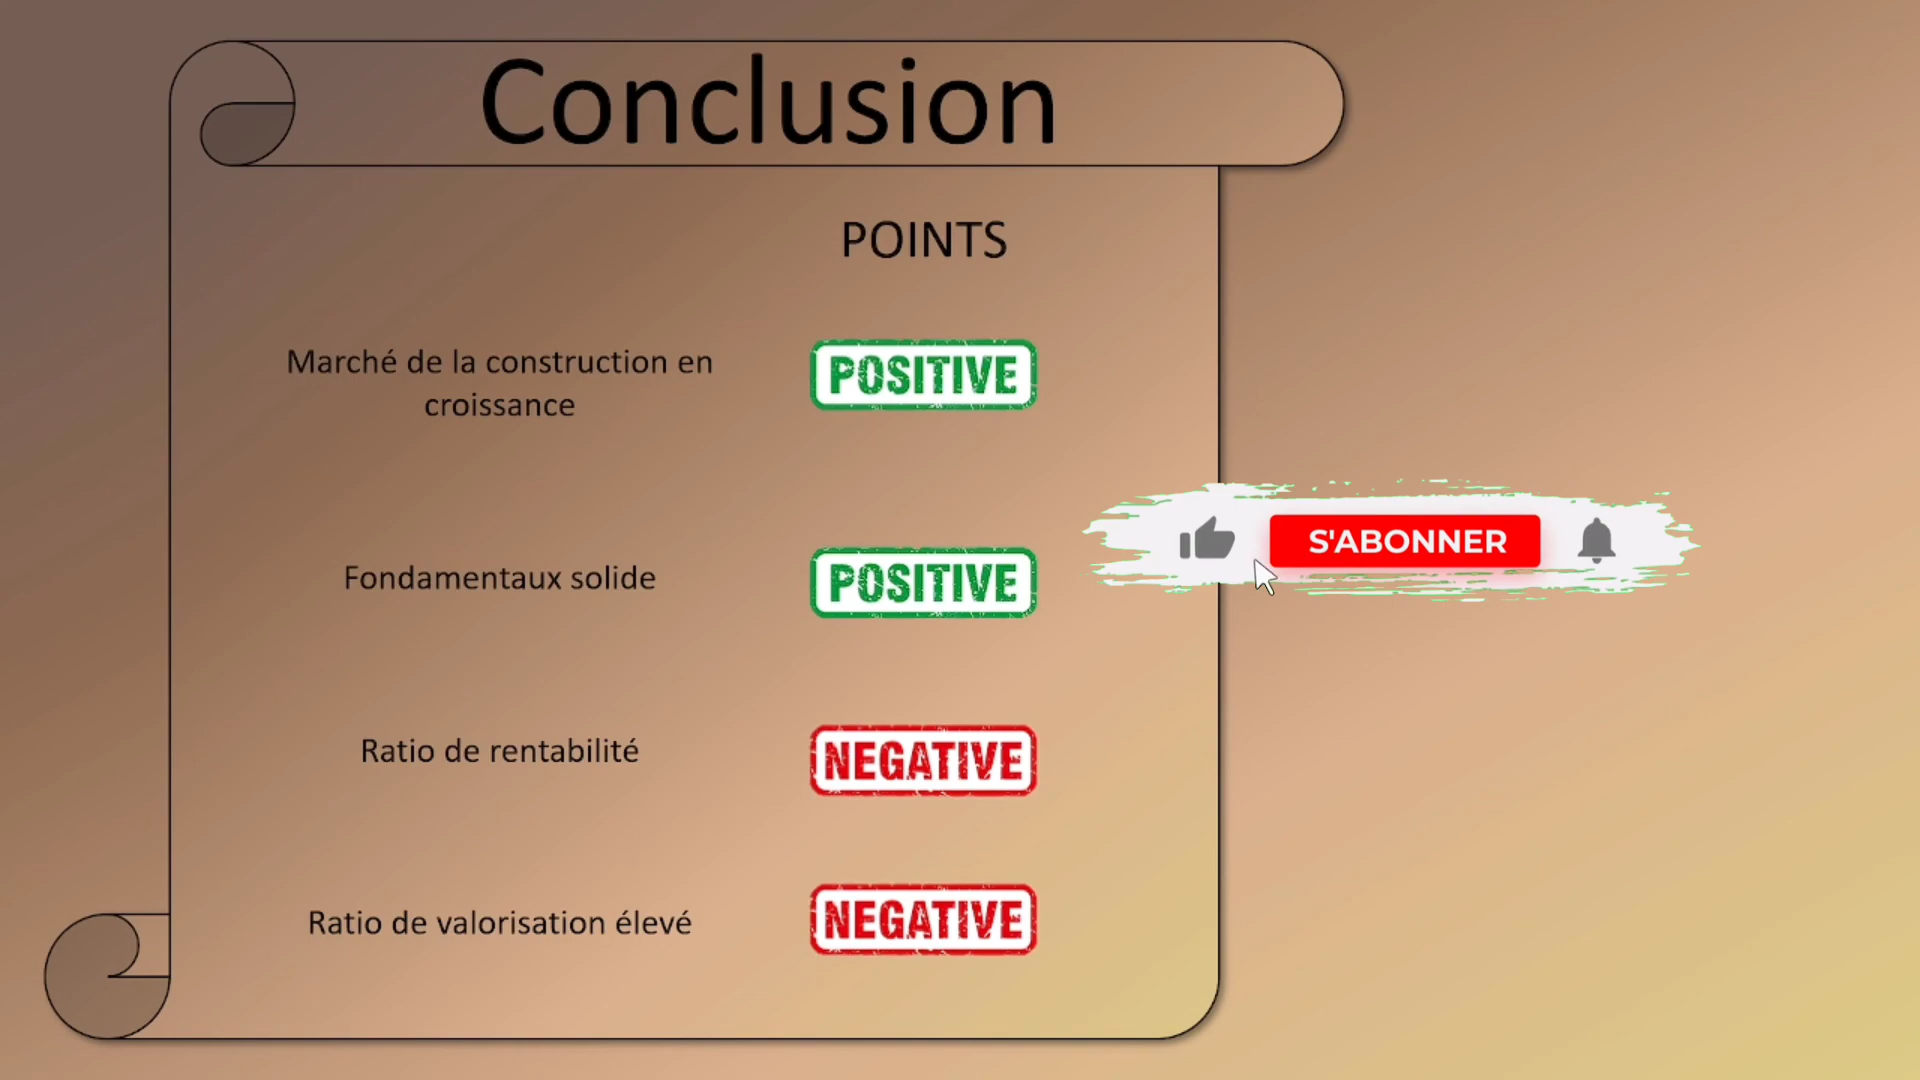 Conclusion
POINTS
Marché de la construction en
croissance
POSITIVE
Fondamentaux solide
POSITIVE
S'ABONNER
Ratio de rentabilité
NEGATIVE
Ratio de valorisation élevé
NEGATIVE